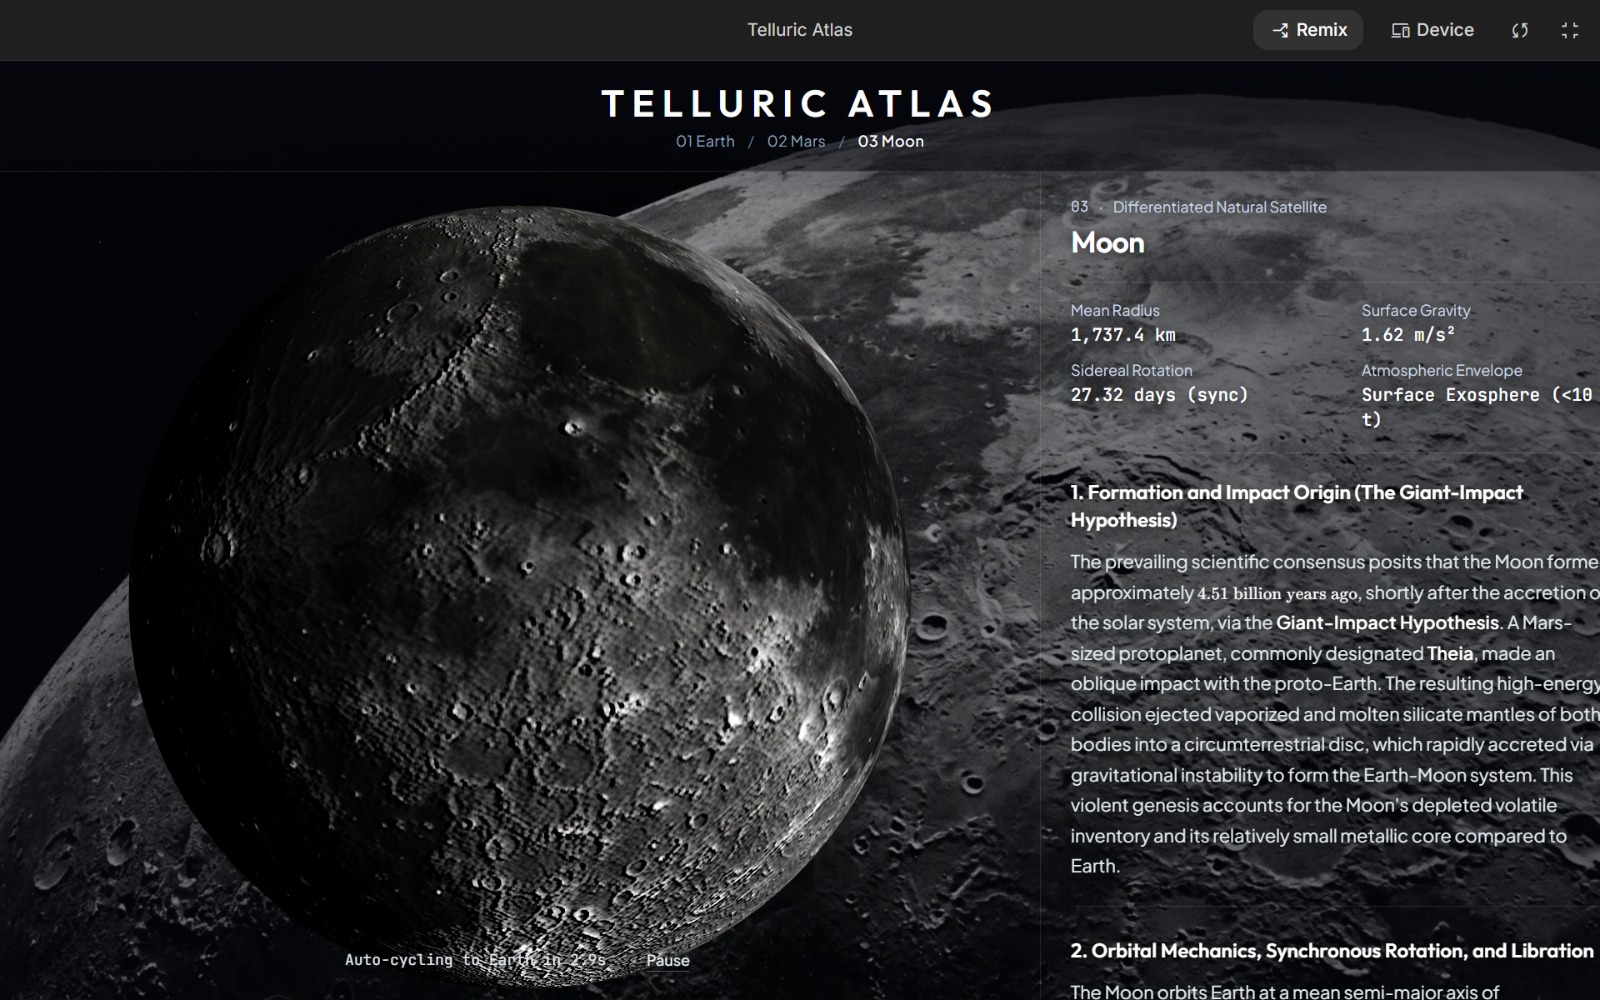 Telluric Atlas
Remix
Device
TELLURIC ATLAS
01 Earth / 02 Mars / 03 Moon
03 · Differentiated Natural Satellite
Moon
Mean Radius
1,737.4 km
Surface Gravity
1.62 m/s²
Sidereal Rotation
27.32 days (sync)
Atmospheric Envelope
Surface Exosphere (<10
t)
1. Formation and Impact Origin (The Giant-Impact
Hypothesis)
The prevailing scientific consensus posits that the Moon forme
approximately 4.51 billion years ago, shortly after the accretion o
the solar system, via the Giant-Impact Hypothesis. A Mars-
sized protoplanet, commonly designated Theia, made an
oblique impact with the proto-Earth. The resulting high-energy
collision ejected vaporized and molten silicate mantles of both
bodies into a circumterrestrial disc, which rapidly accreted via
gravitational instability to form the Earth-Moon system. This
violent genesis accounts for the Moon's depleted volatile
inventory and its relatively small metallic core compared to
Earth.
2. Orbital Mechanics, Synchronous Rotation, and Libration
The Moon orbits Earth at a mean semi-major axis of
Auto-cycling to Earth in 2.9s
Pause